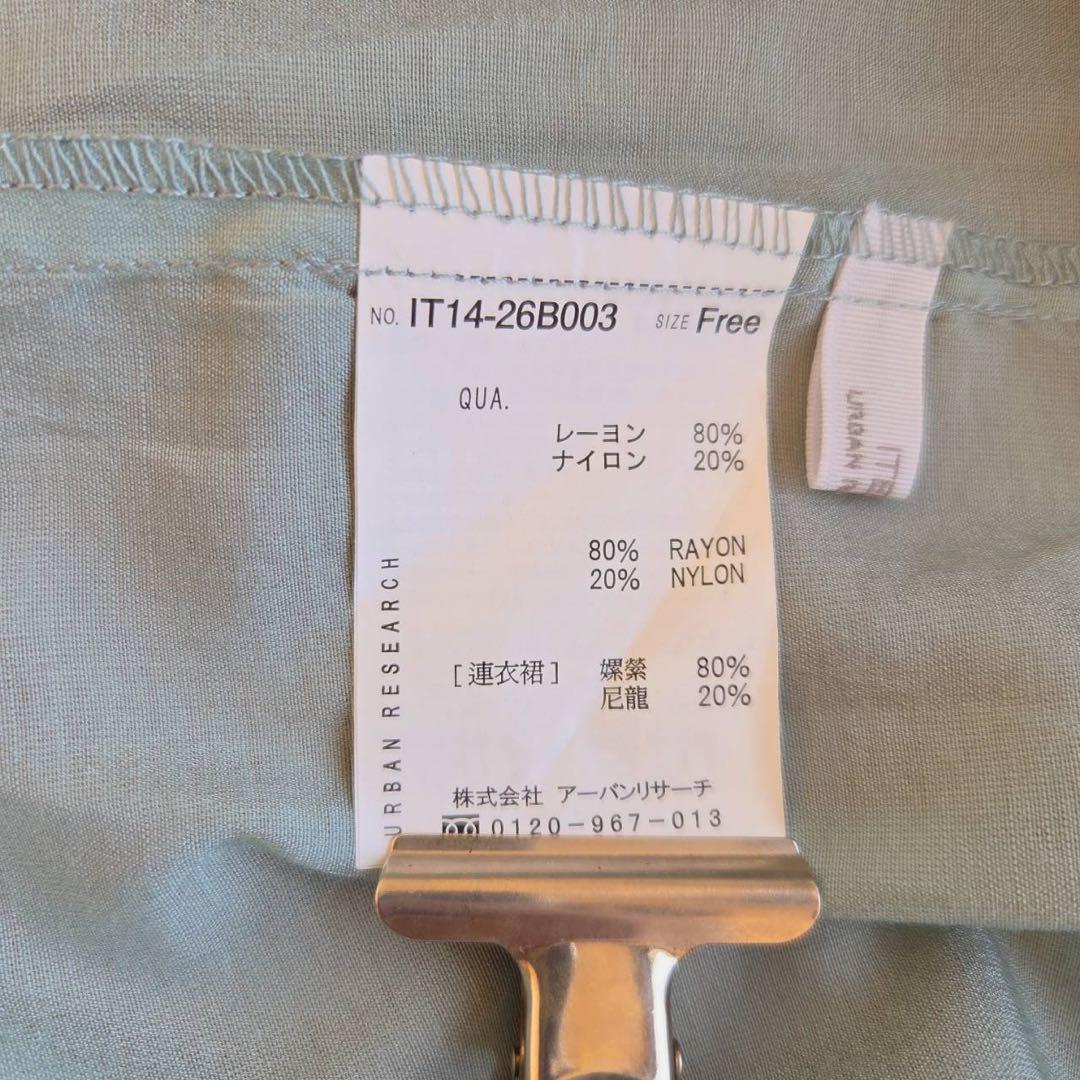 NO. IT14-26B003 SIZE Free
QUA.
レーヨン 80%
ナイロン 20%
80% RAYON
20% NYLON
[連衣裙] 嫘縈 80%
尼龍 20%
株式会社 アーバンリサーチ
0120-967-013
URBAN RESEARCH
URBAN